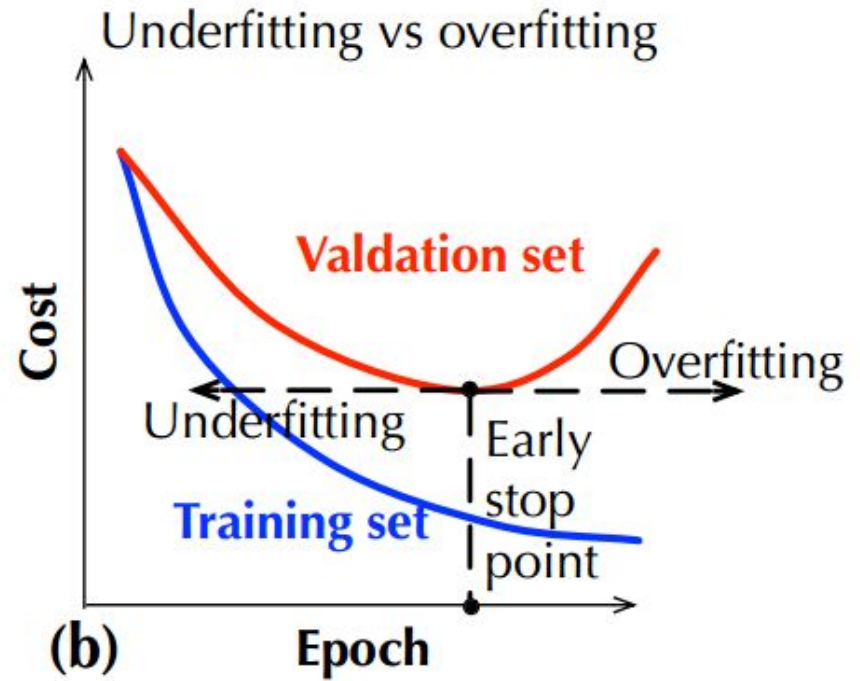 Underfitting vs overfitting
Valdation set
Cost
Overfitting
Underfitting
Early
stop
point
Training set
(b)
Epoch